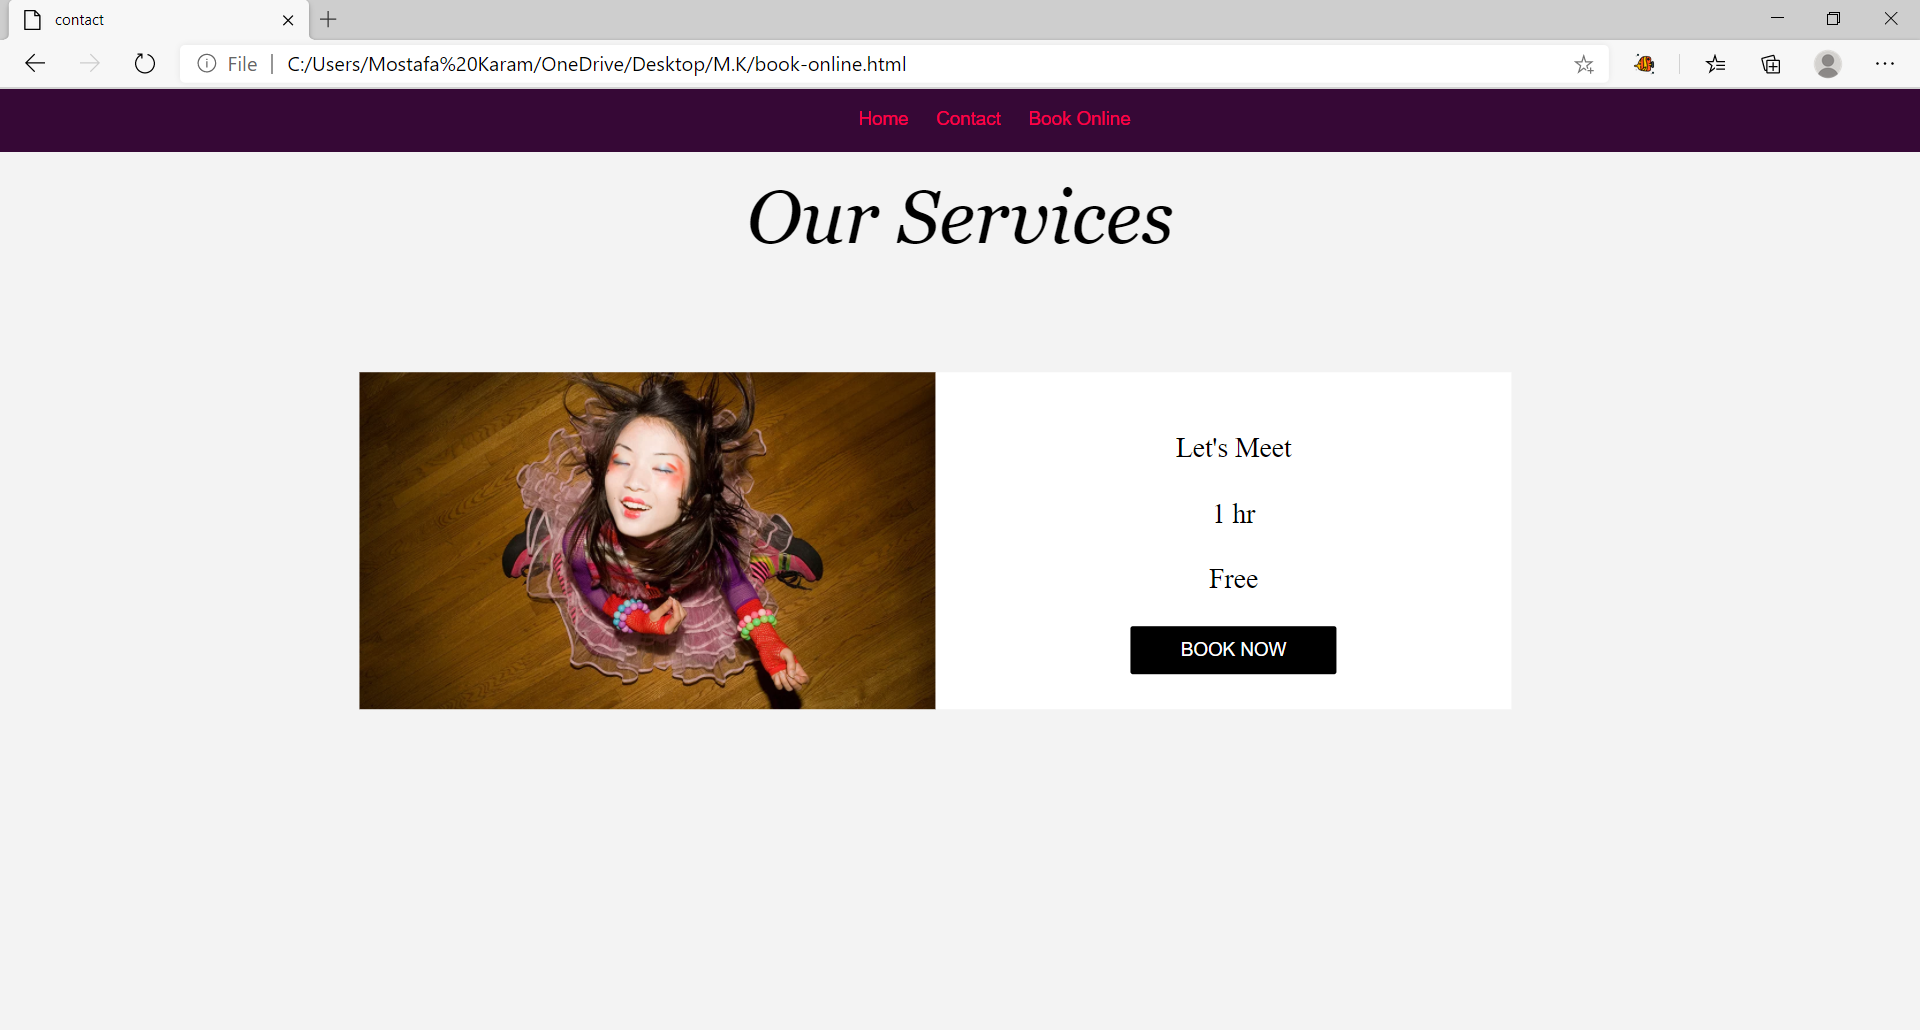 contact
File | C:/Users/Mostafa%20Karam/OneDrive/Desktop/M.K/book-online.html
Home Contact Book Online
Our Services
Let's Meet
1 hr
Free
BOOK NOW